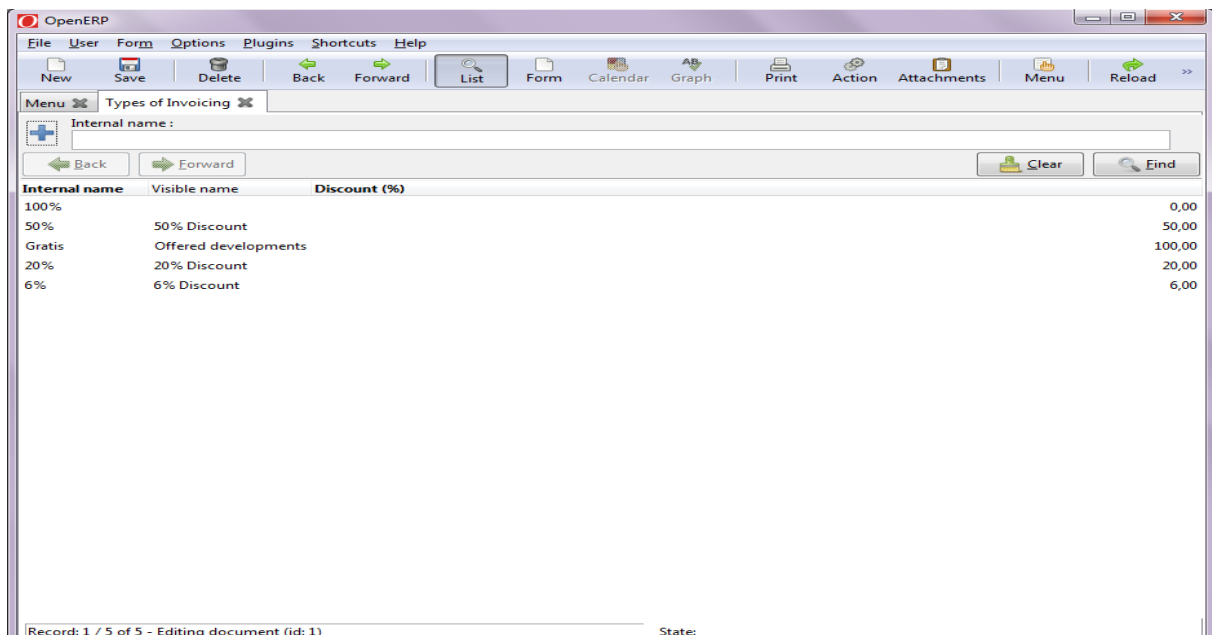 OpenERP
File User Form Options Plugins Shortcuts Help
New Save Delete Back Forward List Form Calendar Graph Print Action Attachments Menu Reload >>
Menu Types of Invoicing
Internal name :
Back Forward Clear Find
Internal name Visible name Discount (%)
100% 0,00
50% 50% Discount 50,00
Gratis Offered developments 100,00
20% 20% Discount 20,00
6% 6% Discount 6,00
Record: 1 / 5 of 5 - Editing document (id: 1) State: